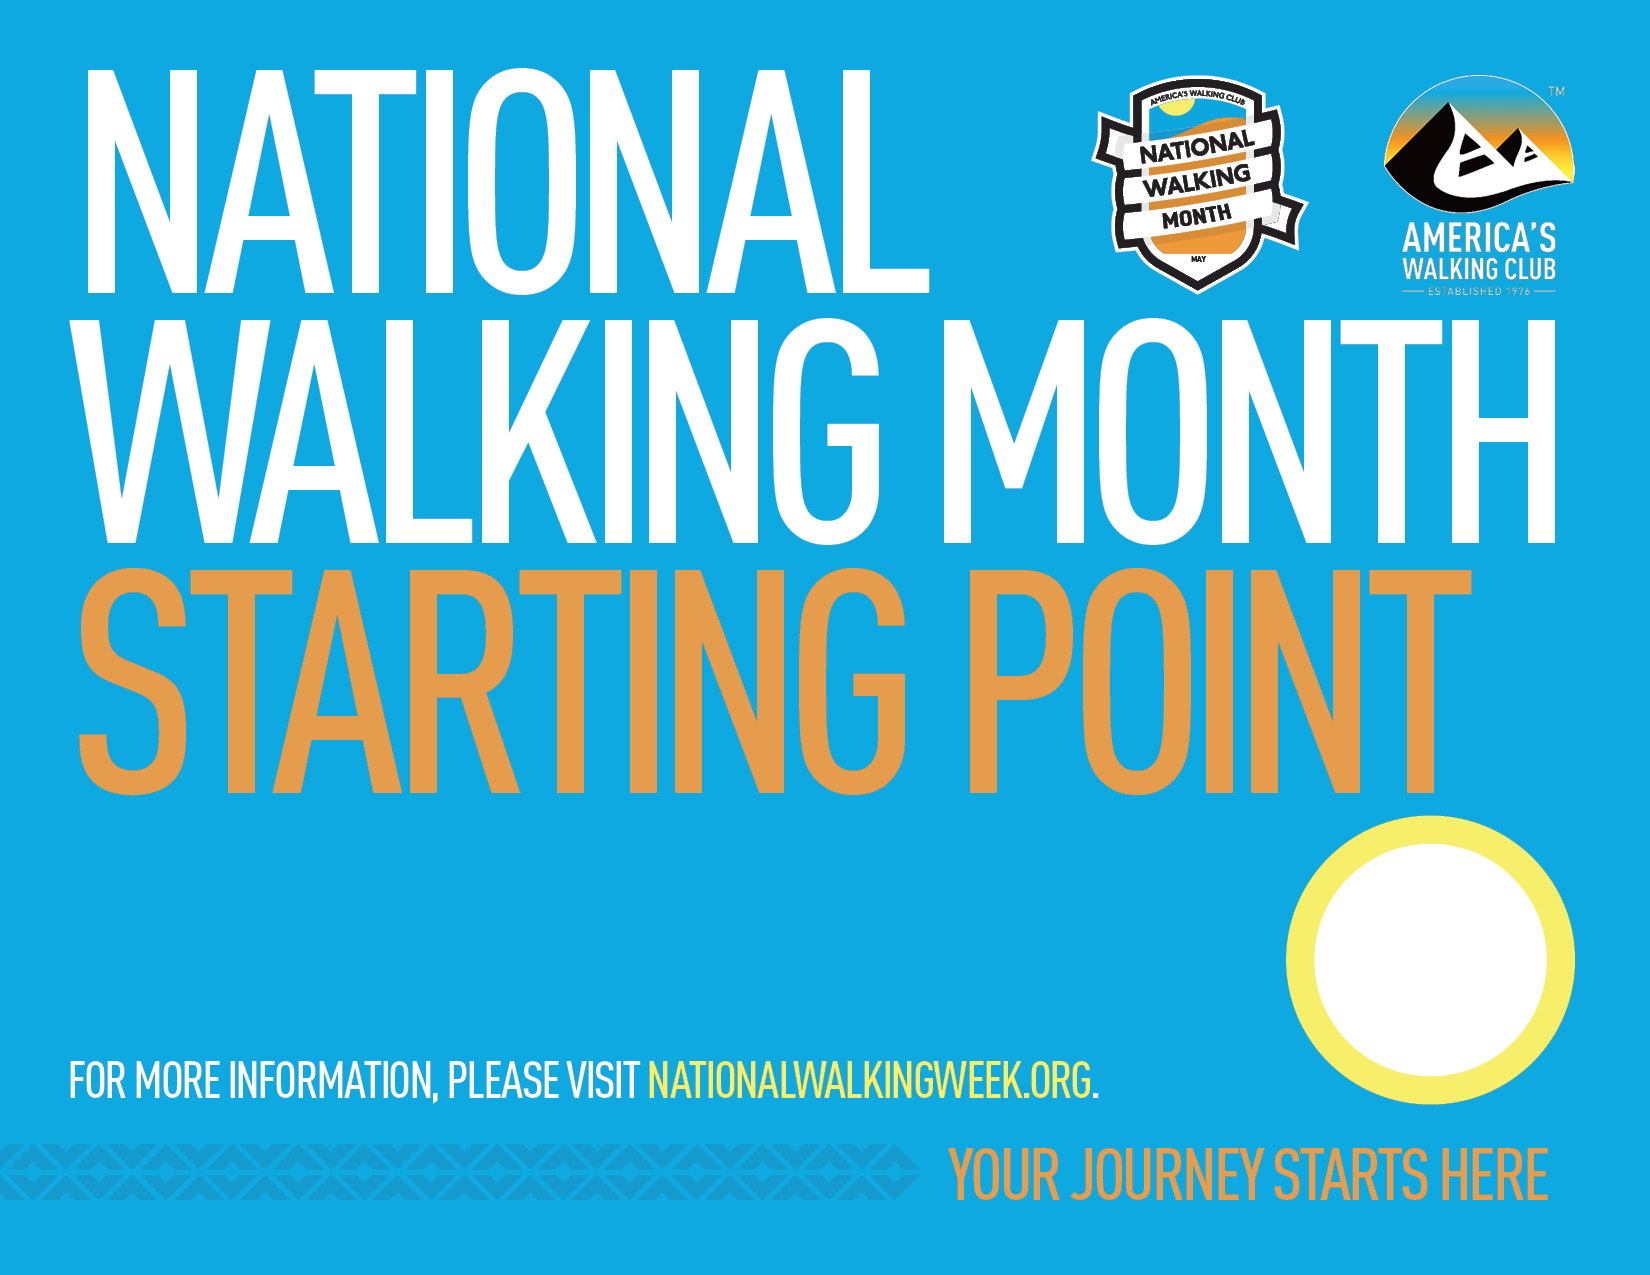 NATIONAL
WALKING MONTH
STARTING POINT
AMERICA'S WALKING CLUB
NATIONAL
WALKING
MONTH
MAY
TM
AMERICA'S
WALKING CLUB
ESTABLISHED 1976
FOR MORE INFORMATION, PLEASE VISIT NATIONALWALKINGWEEK.ORG.
YOUR JOURNEY STARTS HERE